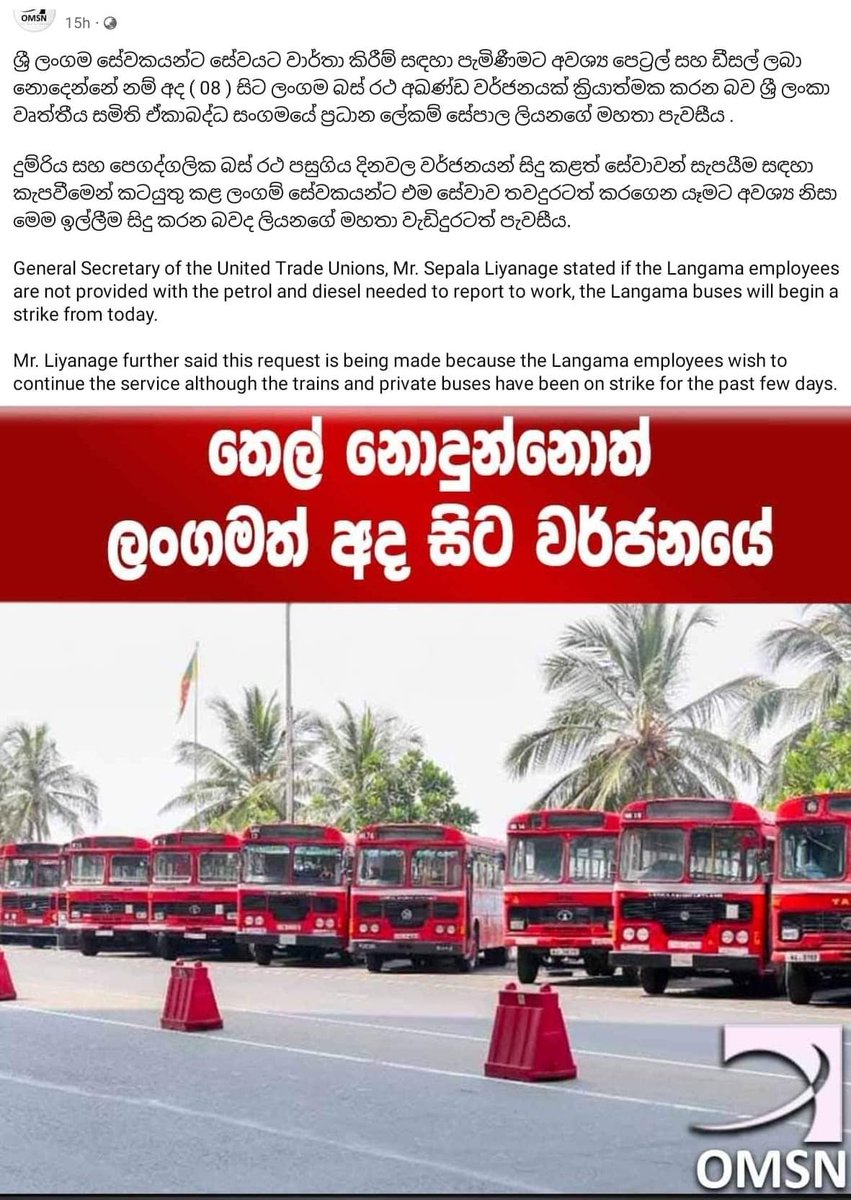 OMSN
15h ·
ශ්‍රී ලංගම සේවකයන්ට සේවයට වාර්තා කිරීම් සඳහා පැමිණීමට අවශ්‍ය පෙට්‍රල් සහ ඩීසල් ලබා
නොදෙන්නේ නම් අද ( 08 ) සිට ලංගම බස් රථ අඛණ්ඩ වර්ජනයක් ක්‍රියාත්මක කරන බව ශ්‍රී ලංකා
වෘත්තීය සමිති ඒකාබද්ධ සංගමයේ ප්‍රධාන ලේකම් සේපාල ලියනගේ මහතා පැවසීය .
දුම්රිය සහ පෙගද්ගලික බස් රථ පසුගිය දිනවල වර්ජනයන් සිදු කළත් සේවාවන් සැපයීම සඳහා
කැපවීමෙන් කටයුතු කළ ලංගම් සේවකයන්ට එම සේවාව තවදුරටත් කරගෙන යෑමට අවශ්‍ය නිසා
මෙම ඉල්ලීම සිදු කරන බවද ලියනගේ මහතා වැඩිදුරටත් පැවසීය.
General Secretary of the United Trade Unions, Mr. Sepala Liyanage stated if the Langama employees
are not provided with the petrol and diesel needed to report to work, the Langama buses will begin a
strike from today.
Mr. Liyanage further said this request is being made because the Langama employees wish to
continue the service although the trains and private buses have been on strike for the past few days.
තෙල් නොදුන්නොත්
ලංගමත් අද සිට වර්ජනයේ
OMSN